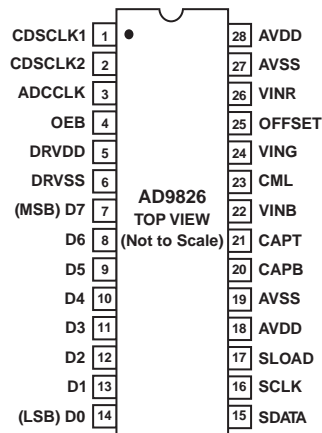 CDSCLK1 1 28 AVDD
CDSCLK2 2 27 AVSS
ADCCLK 3 26 VINR
OEB 4 25 OFFSET
DRVDD 5 24 VING
DRVSS 6 23 CML
(MSB) D7 7 22 VINB
D6 8 21 CAPT
D5 9 20 CAPB
D4 10 19 AVSS
D3 11 18 AVDD
D2 12 17 SLOAD
D1 13 16 SCLK
(LSB) D0 14 15 SDATA
AD9826
TOP VIEW
(Not to Scale)